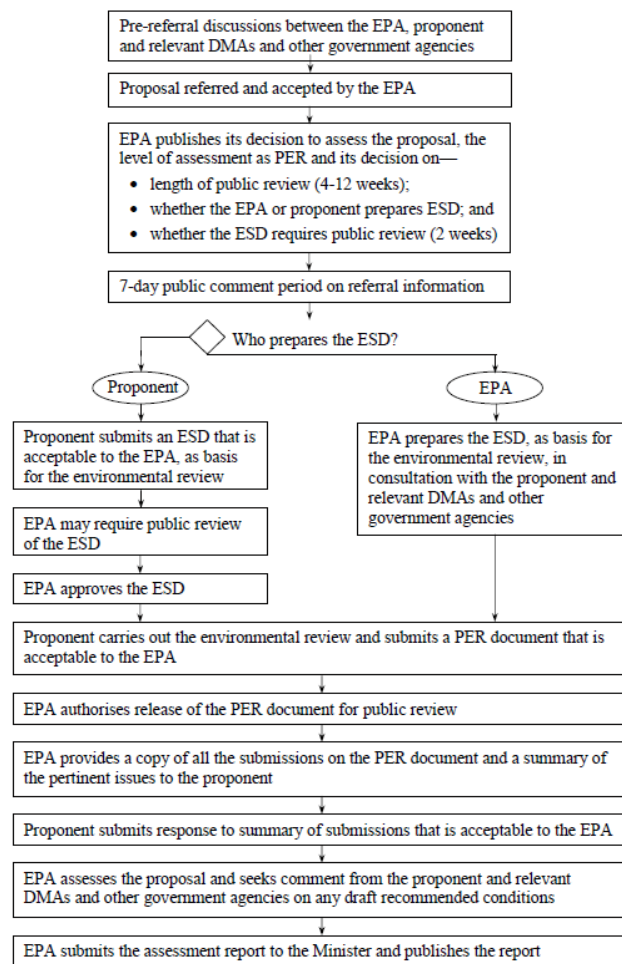 Pre-referral discussions between the EPA, proponent
and relevant DMAs and other government agencies
Proposal referred and accepted by the EPA
EPA publishes its decision to assess the proposal, the
level of assessment as PER and its decision on—
• length of public review (4-12 weeks);
• whether the EPA or proponent prepares ESD; and
• whether the ESD requires public review (2 weeks)
7-day public comment period on referral information
Who prepares the ESD?
Proponent
EPA
Proponent submits an ESD that is
acceptable to the EPA, as basis
for the environmental review
EPA may require public review
of the ESD
EPA approves the ESD
EPA prepares the ESD, as basis for
the environmental review, in
consultation with the proponent and
relevant DMAs and other
government agencies
Proponent carries out the environmental review and submits a PER document that is
acceptable to the EPA
EPA authorises release of the PER document for public review
EPA provides a copy of all the submissions on the PER document and a summary of
the pertinent issues to the proponent
Proponent submits response to summary of submissions that is acceptable to the EPA
EPA assesses the proposal and seeks comment from the proponent and relevant
DMAs and other government agencies on any draft recommended conditions
EPA submits the assessment report to the Minister and publishes the report